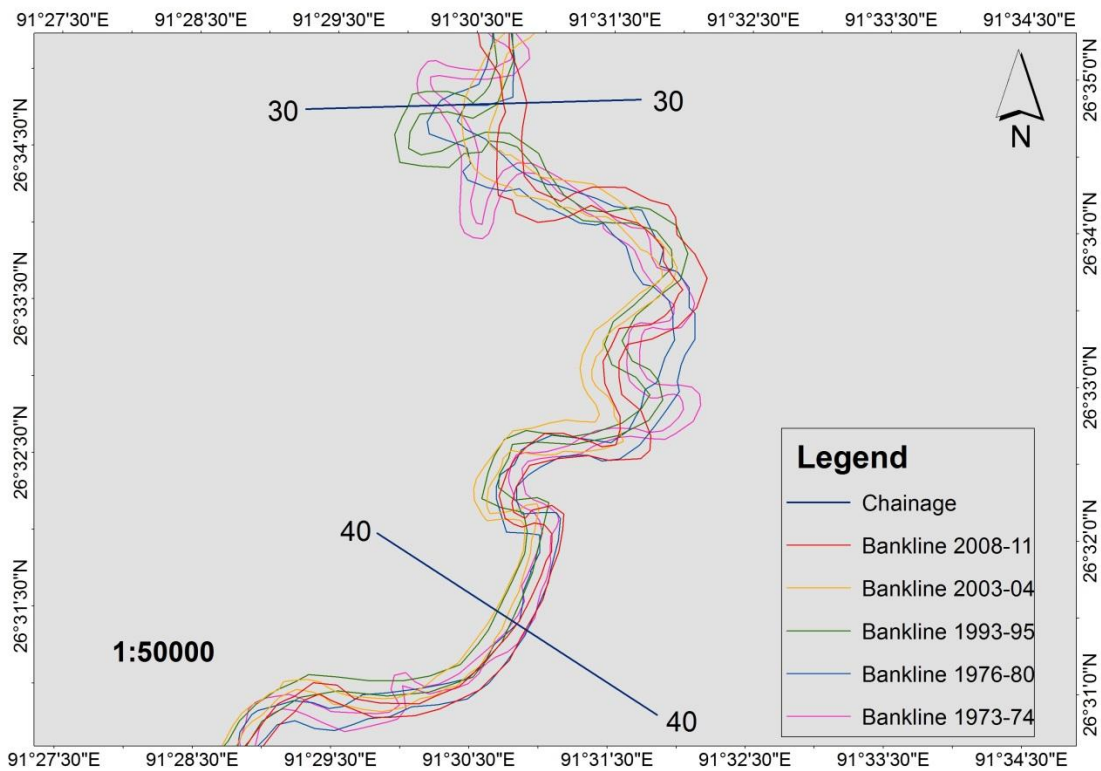 91°27'30"E 91°28'30"E 91°29'30"E 91°30'30"E 91°31'30"E 91°32'30"E 91°33'30"E 91°34'30"E
26°35'0"N
26°34'30"N
26°34'0"N
26°33'30"N
26°33'0"N
26°32'30"N
26°32'0"N
26°31'30"N
26°31'0"N
N
30 30
40
40
1:50000
Legend
Chainage
Bankline 2008-11
Bankline 2003-04
Bankline 1993-95
Bankline 1976-80
Bankline 1973-74
91°27'30"E 91°28'30"E 91°29'30"E 91°30'30"E 91°31'30"E 91°32'30"E 91°33'30"E 91°34'30"E